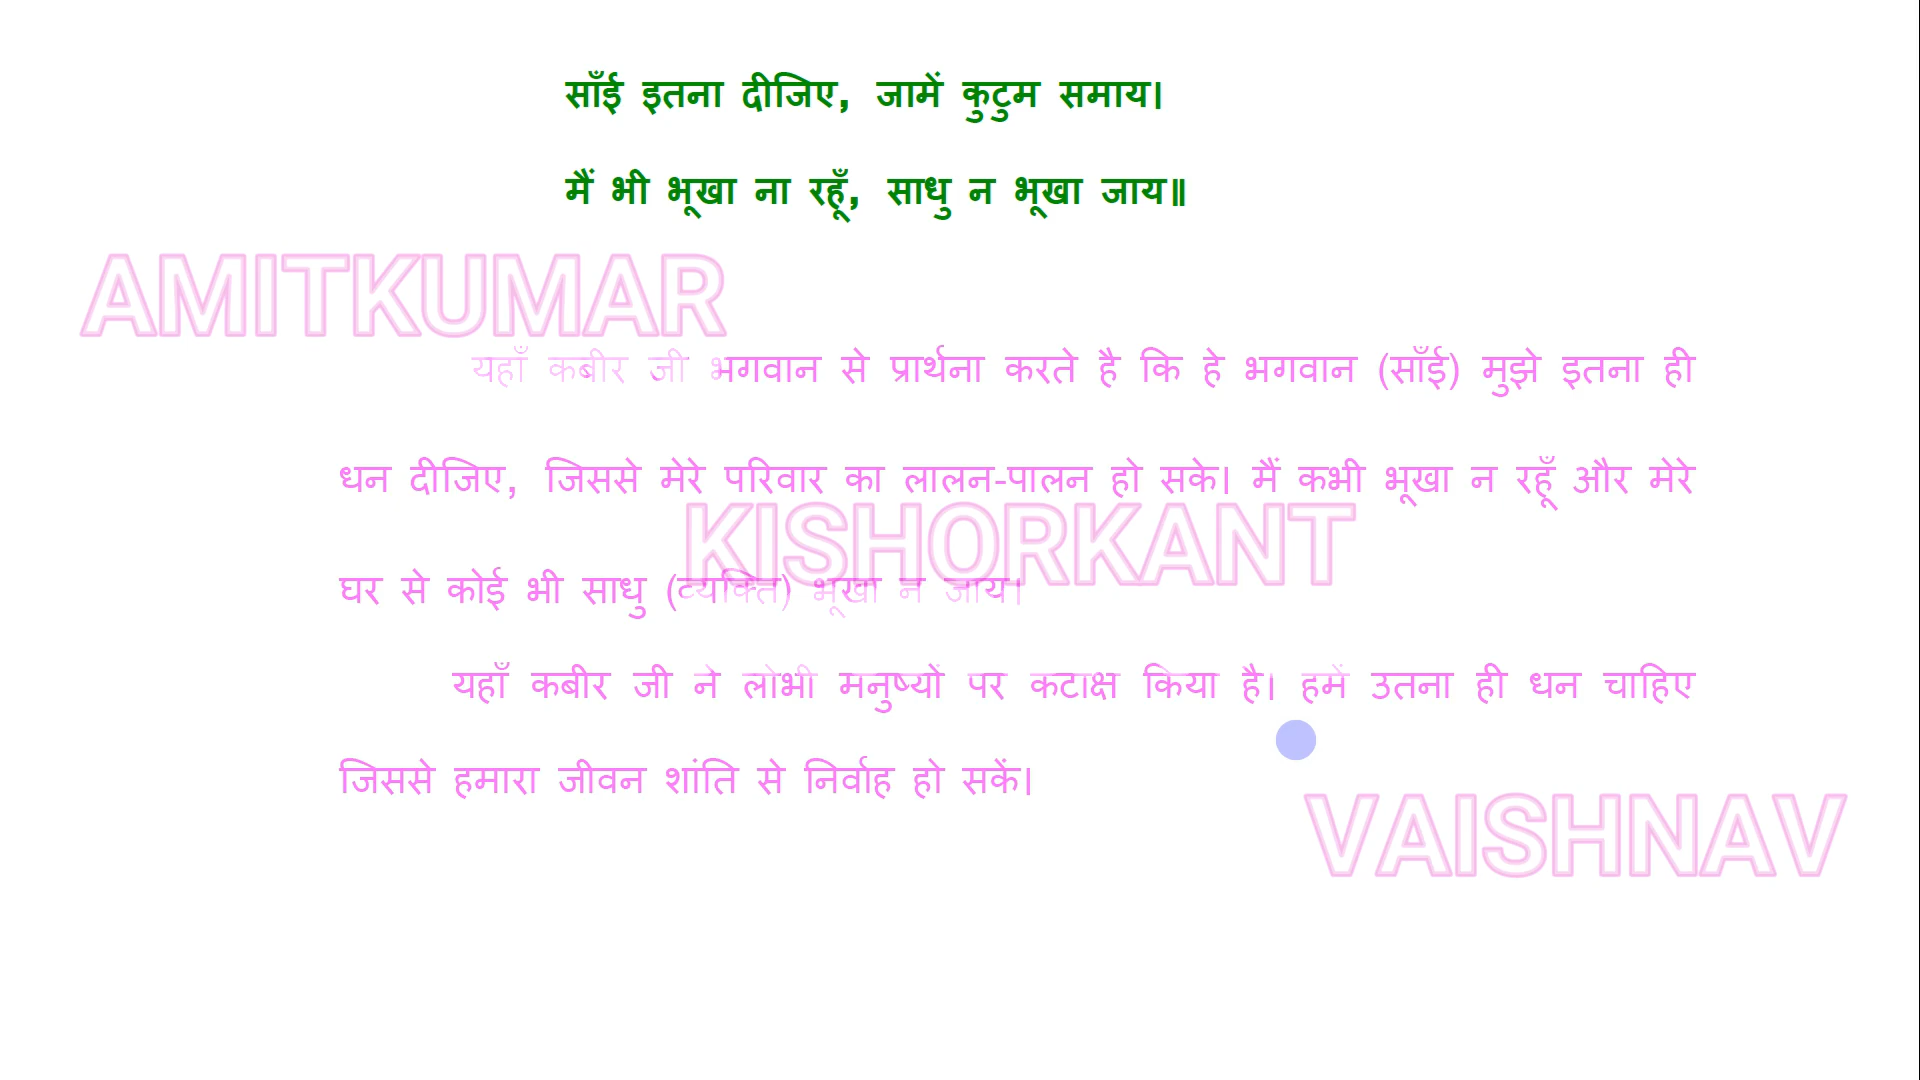 साँई इतना दीजिए, जामें कुटुम समाय।
मैं भी भूखा ना रहूँ, साधु न भूखा जाय॥
AMITKUMAR
यहाँ कबीर जी भगवान से प्रार्थना करते है कि हे भगवान (साँई) मुझे इतना ही
धन दीजिए, जिससे मेरे परिवार का लालन-पालन हो सके। मैं कभी भूखा न रहूँ और मेरे
KISHORKANT
घर से कोई भी साधु (व्यक्ति) भूखा न जाय।
यहाँ कबीर जी ने लोभी मनुष्यों पर कटाक्ष किया है। हमें उतना ही धन चाहिए
जिससे हमारा जीवन शांति से निर्वाह हो सकें।
VAISHNAV